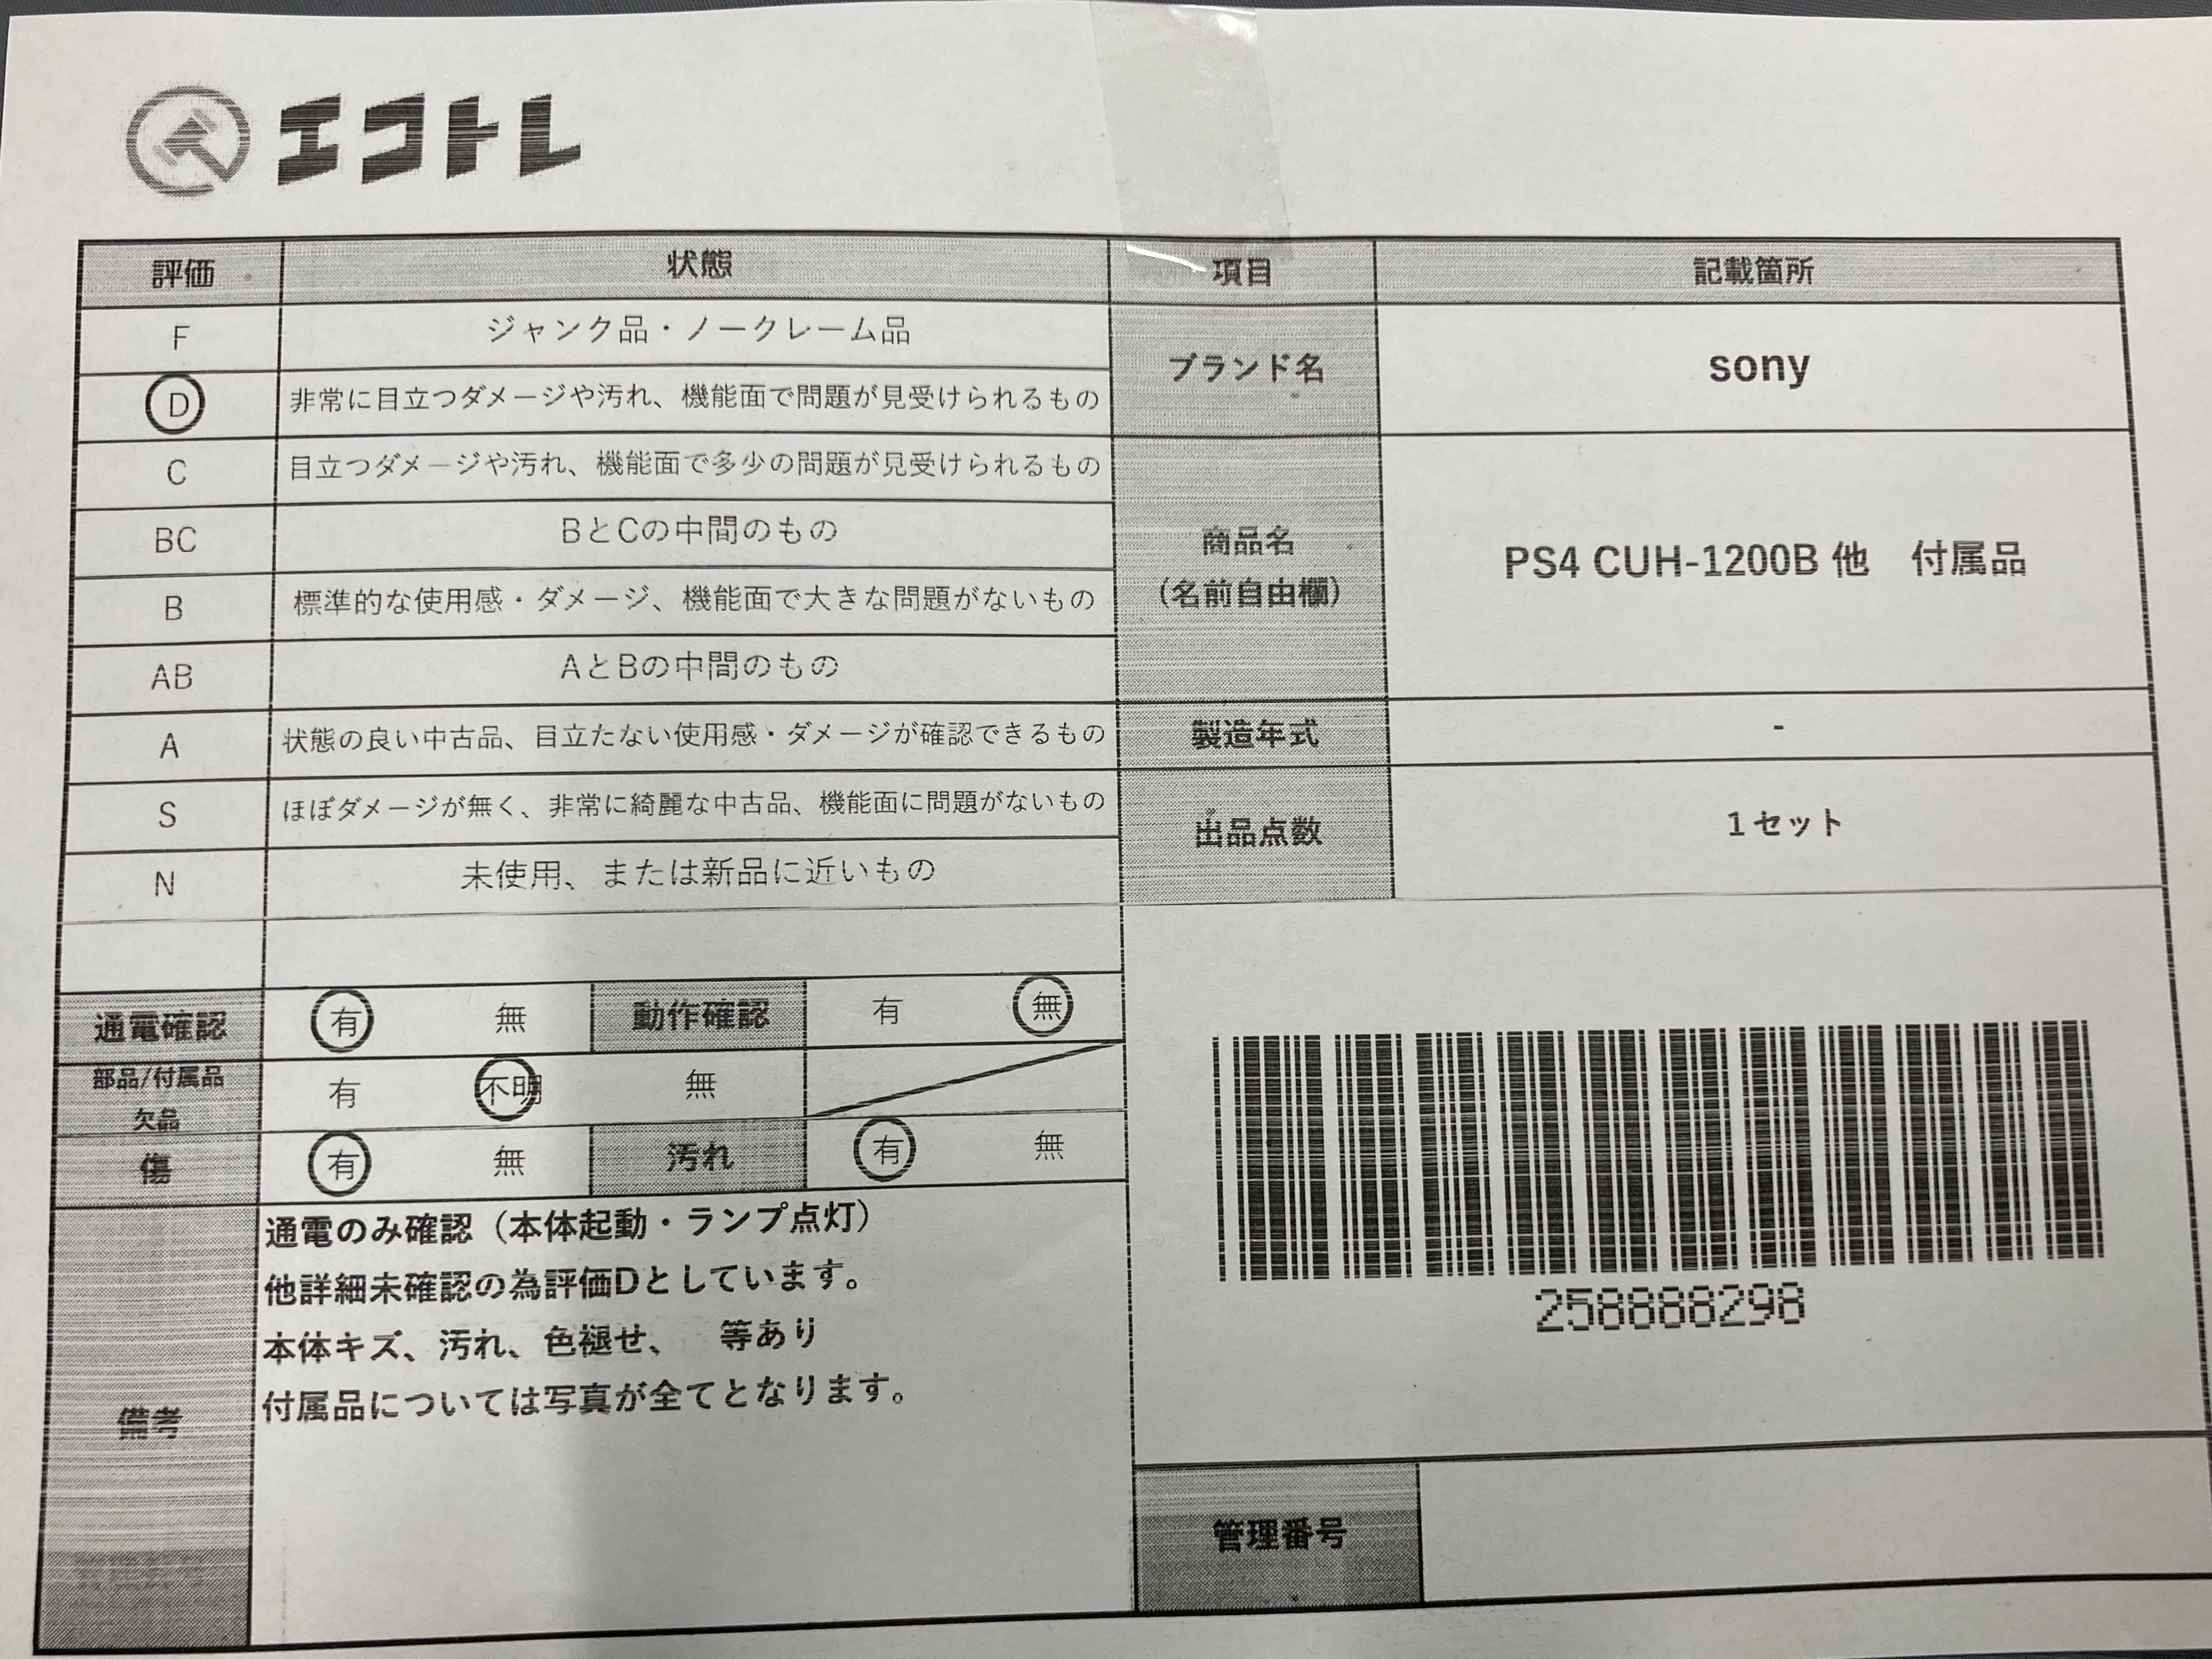 エコトレ
評価 状態 項目 記載箇所
F ジャンク品・ノークレーム品
ブランド名 sony
D 非常に目立つダメージや汚れ、機能面で問題が見受けられるもの
C 目立つダメージや汚れ、機能面で多少の問題が見受けられるもの
BC BとCの中間のもの
商品名
(名前自由欄)
PS4 CUH-1200B 他　付属品
B 標準的な使用感・ダメージ、機能面で大きな問題がないもの
AB AとBの中間のもの
A 状態の良い中古品、目立たない使用感・ダメージが確認できるもの
製造年式 -
S ほぼダメージが無く、非常に綺麗な中古品、機能面に問題がないもの
出品点数 1セット
N 未使用、または新品に近いもの
通電確認 有 無 動作確認 有 無
部品/付属品
欠品
有 不明 無
傷 有 無 汚れ 有 無
備考
通電のみ確認（本体起動・ランプ点灯）
他詳細未確認の為評価Dとしています。
本体キズ、汚れ、色褪せ、　等あり
付属品については写真が全てとなります。
258888298
管理番号